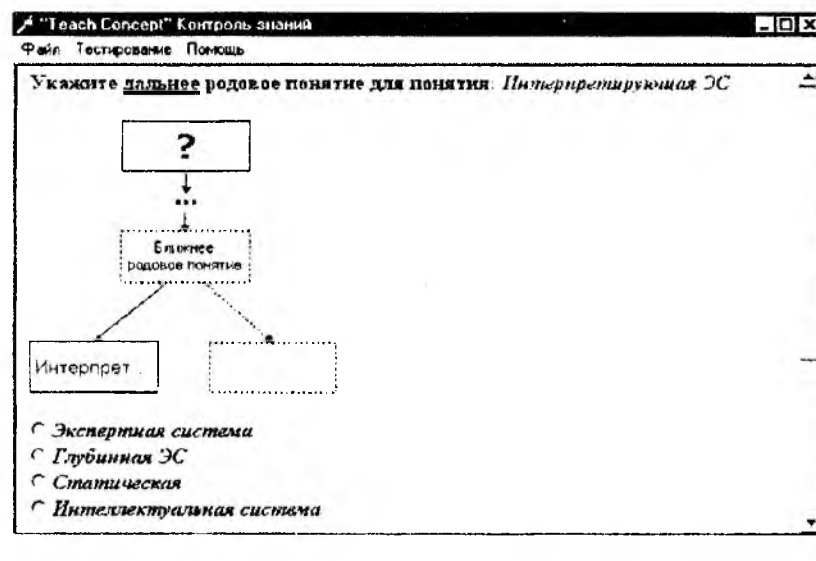 "Teach Concept" Контроль знаний
Файл Тестирование Помощь
Укажите дальнее родовое понятие для понятия: Интерпретирующая ЭС
?
...
Ближнее
родовое понятие
Интерпрет...
Экспертная система
Глубинная ЭС
Статическая
Интеллектуальная система